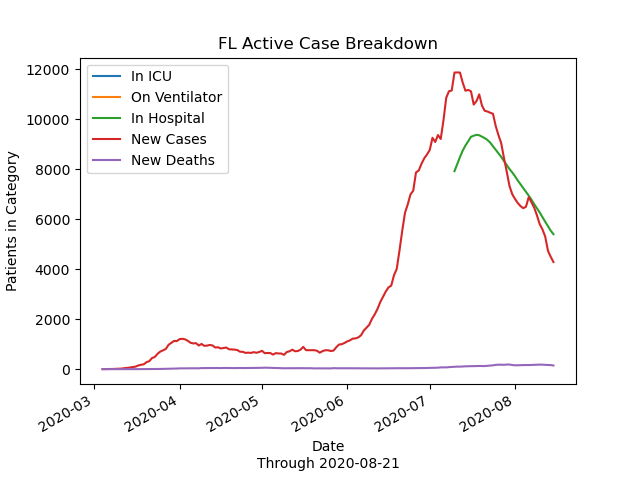 FL Active Case Breakdown
In ICU
On Ventilator
In Hospital
New Cases
New Deaths
Patients in Category
12000
10000
8000
6000
4000
2000
0
2020-03
2020-04
2020-05
2020-06
2020-07
2020-08
Date
Through 2020-08-21